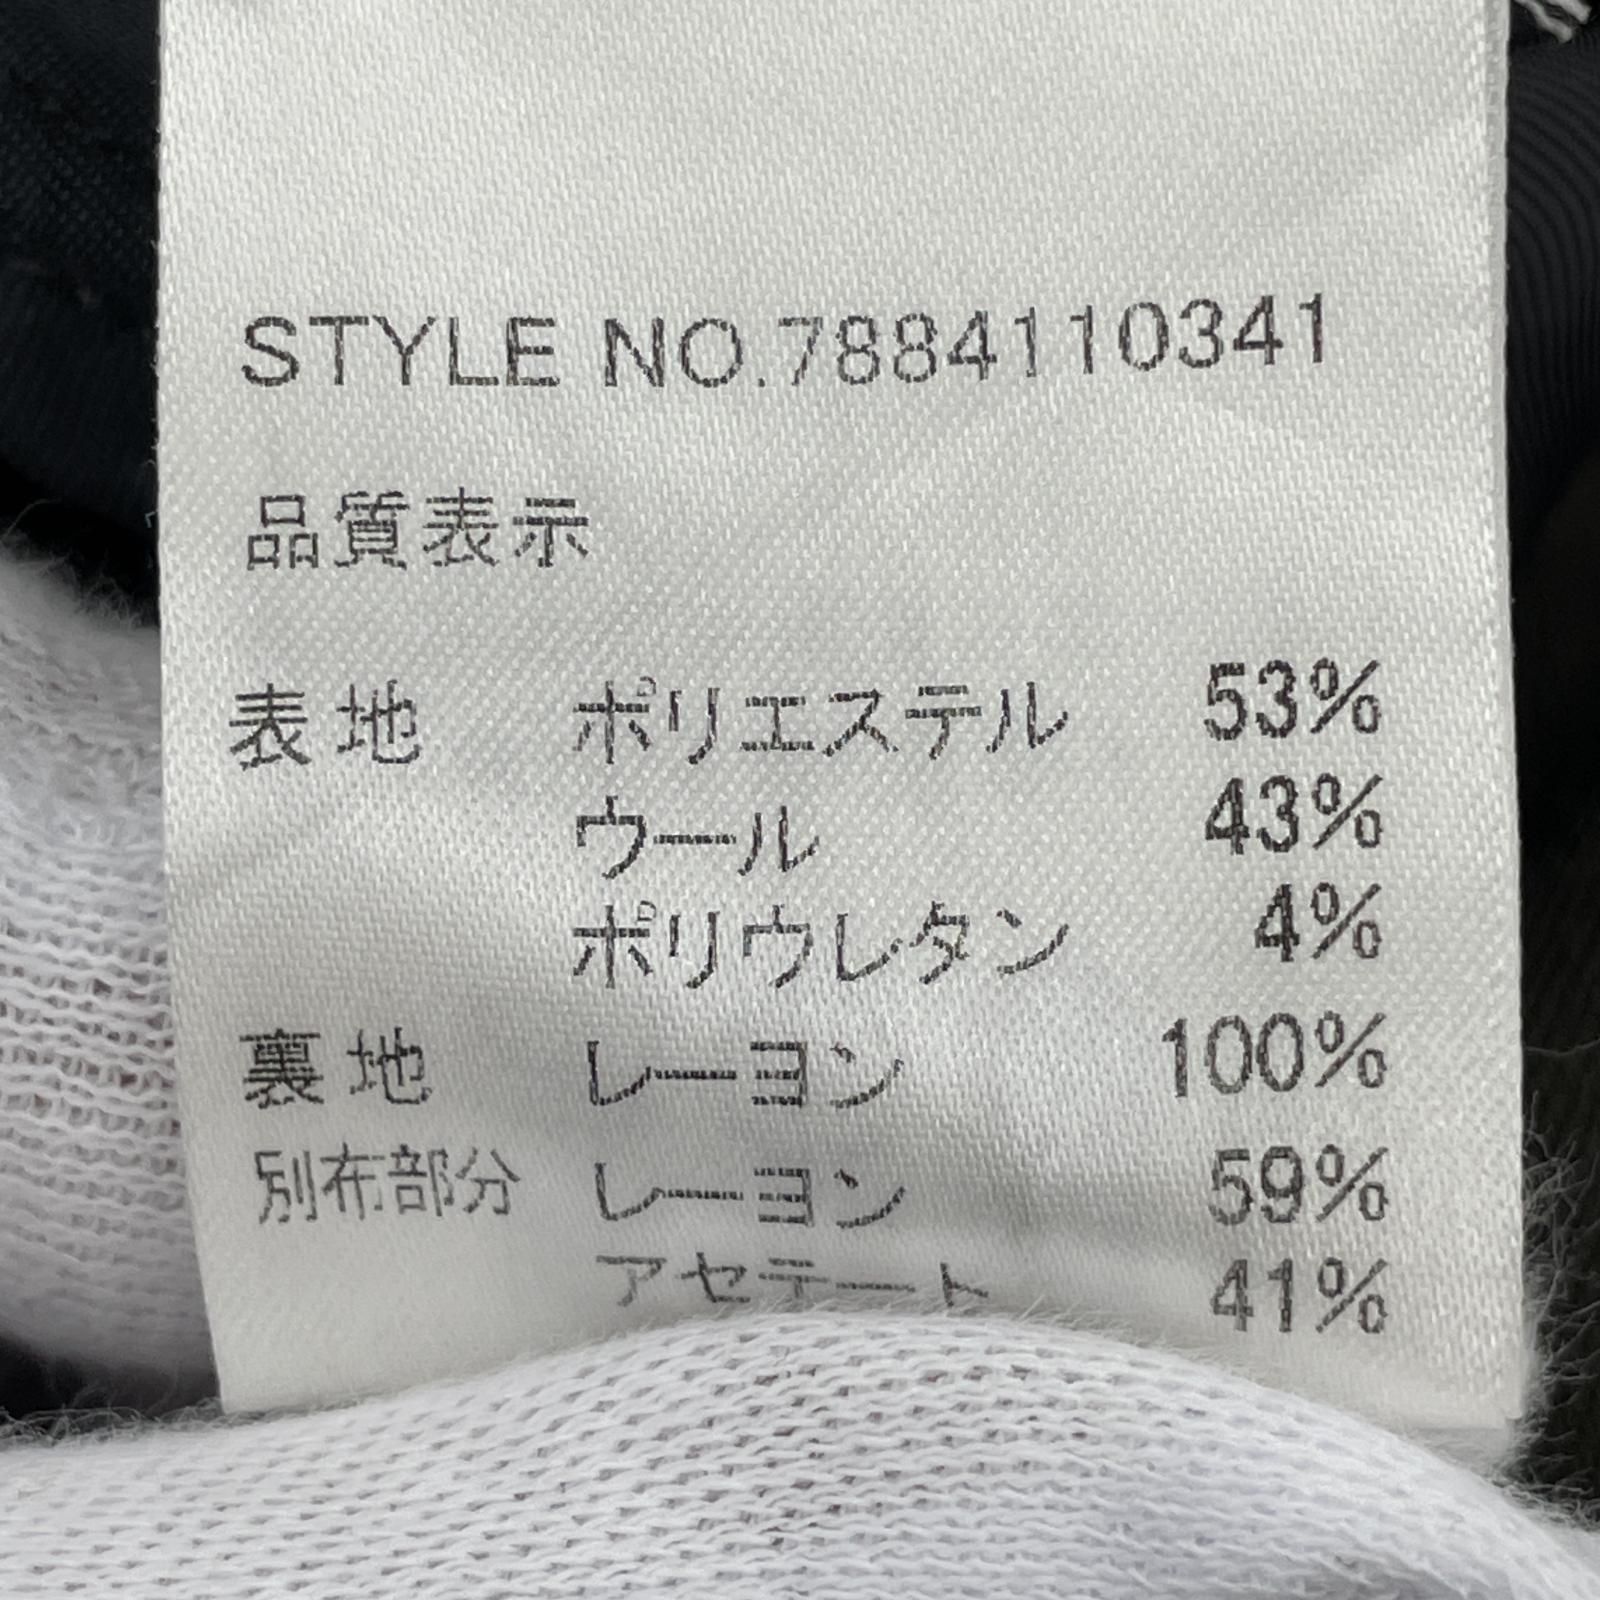 STYLE NO.7884110341
品質表示
表地 ポリエステル 53%
ウール 43%
ポリウレタン 4%
裏地 レーヨン 100%
別布部分 レーヨン 59%
アセテート 41%